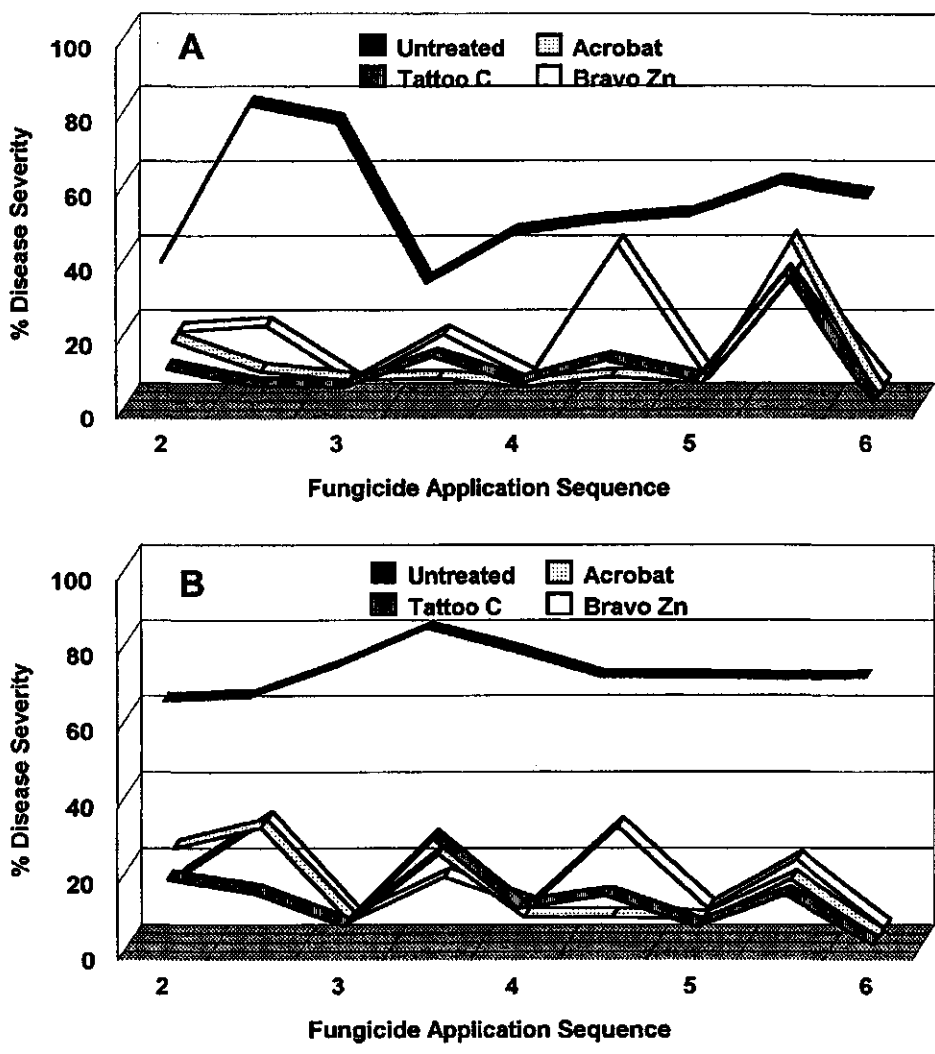 A
Untreated Acrobat
Tattoo C Bravo Zn
100
80
60
40
20
0
% Disease Severity
2 3 4 5 6
Fungicide Application Sequence
B
Untreated Acrobat
Tattoo C Bravo Zn
100
80
60
40
20
0
% Disease Severity
2 3 4 5 6
Fungicide Application Sequence